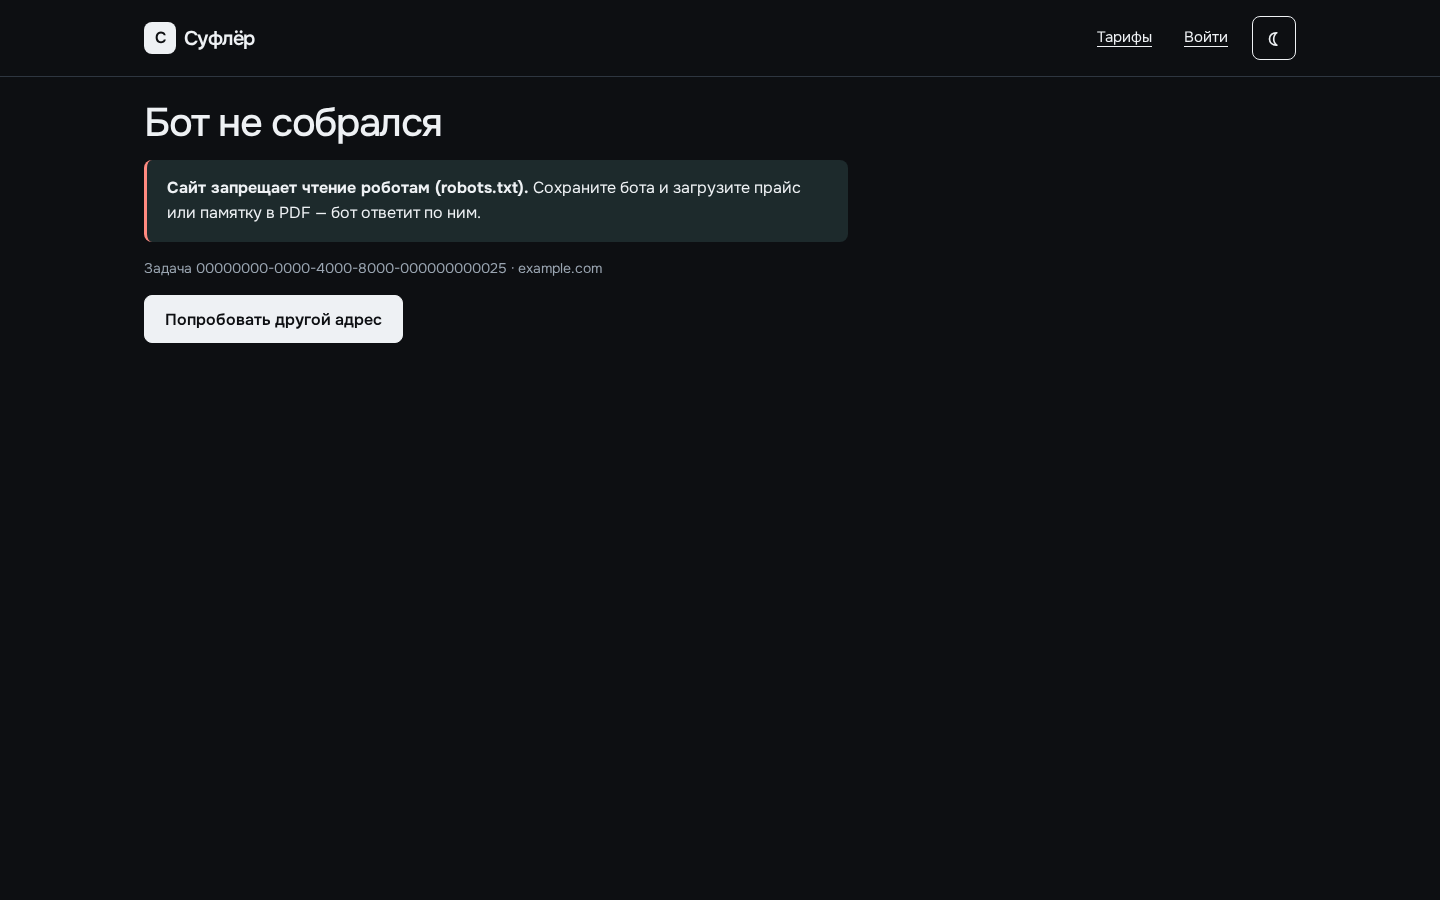 С Суфлёр
Тарифы Войти
Бот не собрался
Сайт запрещает чтение роботам (robots.txt). Сохраните бота и загрузите прайс
или памятку в PDF — бот ответит по ним.
Задача 00000000-0000-4000-8000-000000000025 · example.com
Попробовать другой адрес